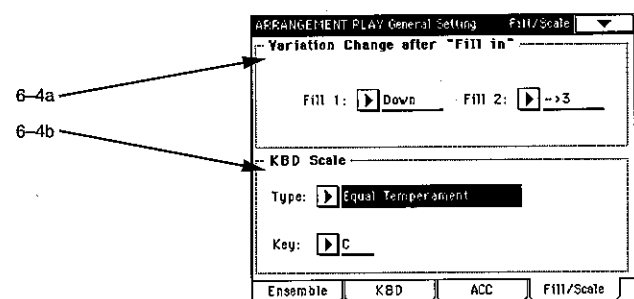 ARRANGEMENT PLAY General Setting Fill/Scale
Variation Change after "Fill in"
6–4a
Fill 1: Down Fill 2: ->3
6–4b
KBD Scale
Type: Equal Temperament
Key: C
Ensemble KBD ACC Fill/Scale